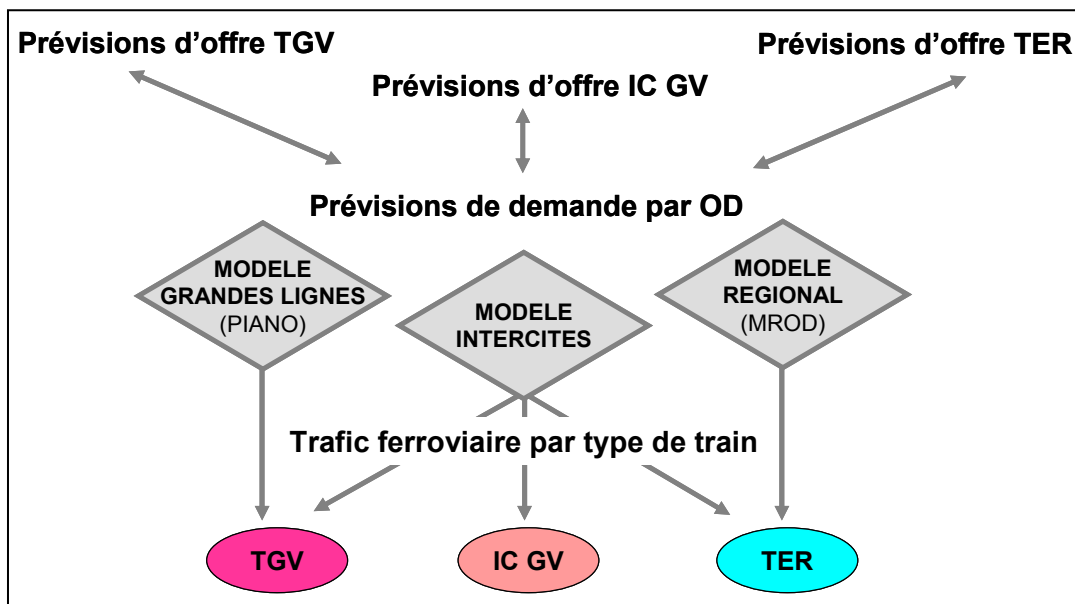 Prévisions d’offre TGV
Prévisions d’offre TER
Prévisions d’offre IC GV
Prévisions de demande par OD
MODELE
GRANDES LIGNES
(PIANO)
MODELE
INTERCITES
MODELE
REGIONAL
(MROD)
Trafic ferroviaire par type de train
TGV
IC GV
TER